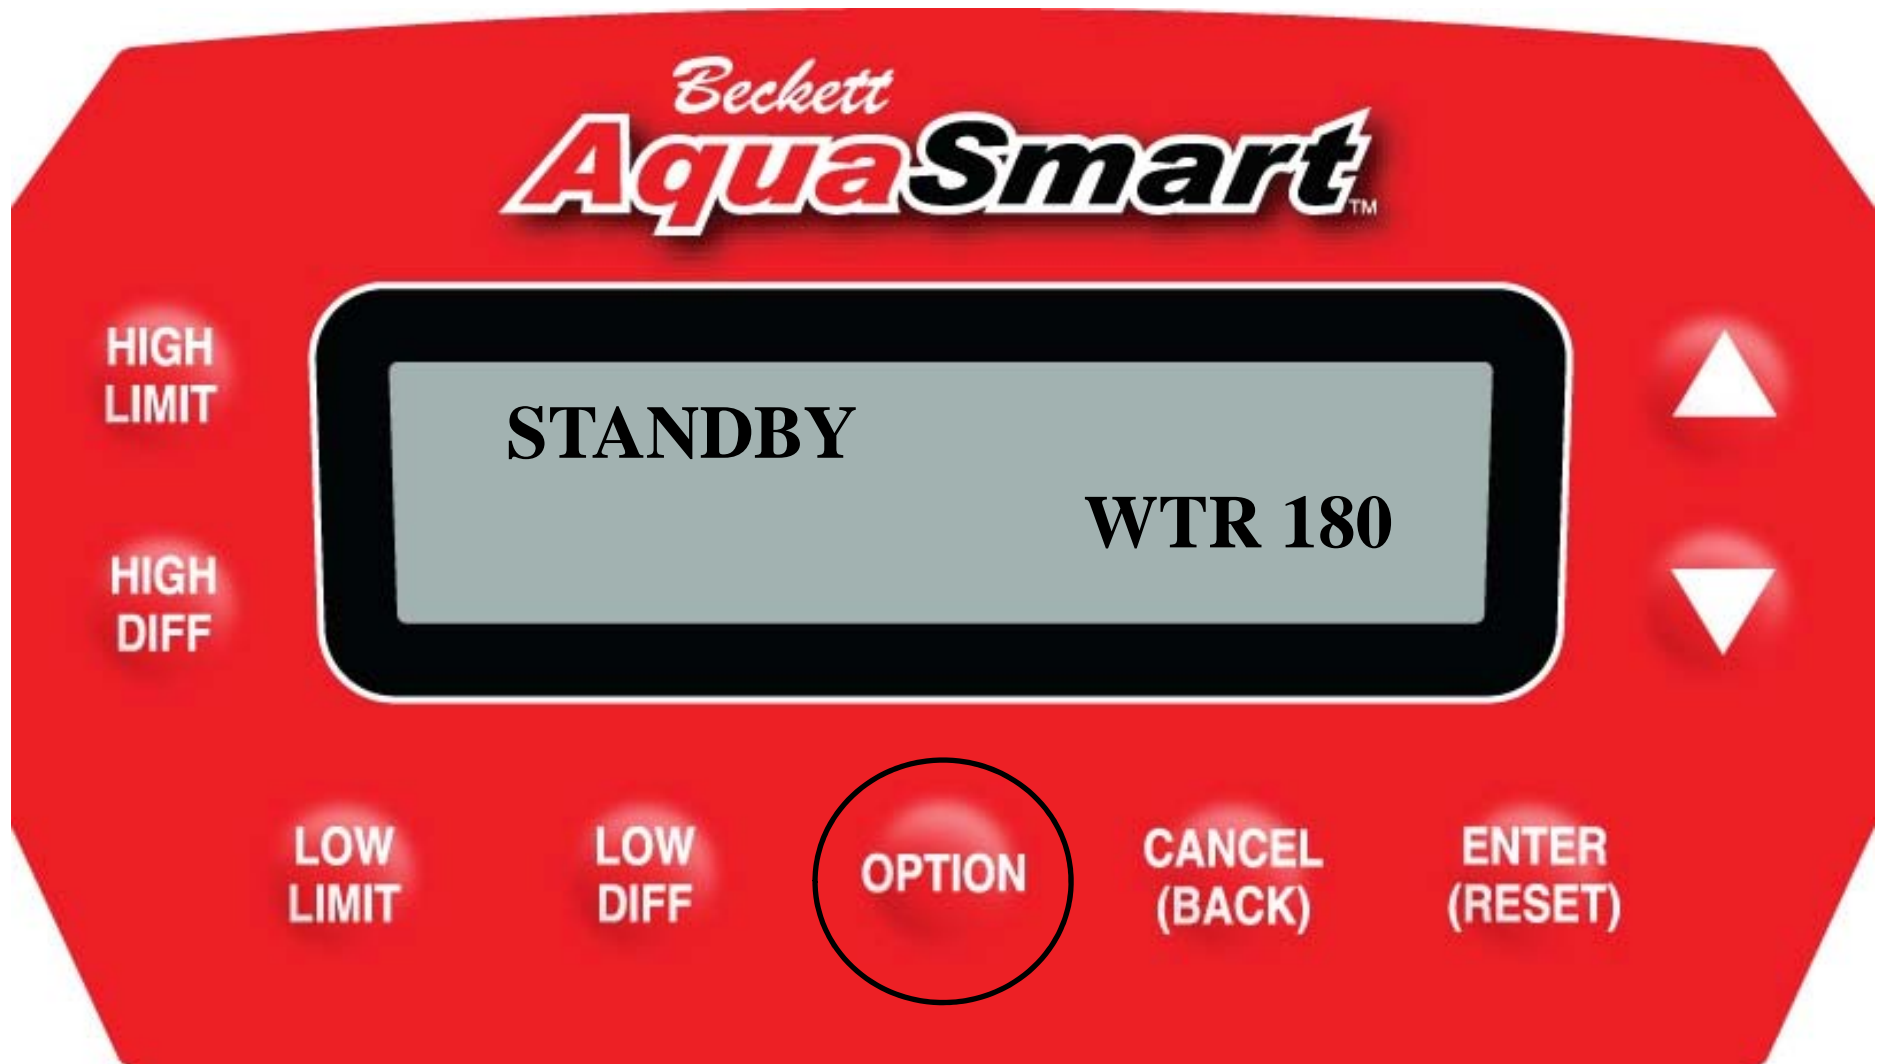 Beckett
AquaSmart™
HIGH
LIMIT
STANDBY
WTR 180
HIGH
DIFF
LOW
LIMIT
LOW
DIFF
OPTION
CANCEL
(BACK)
ENTER
(RESET)